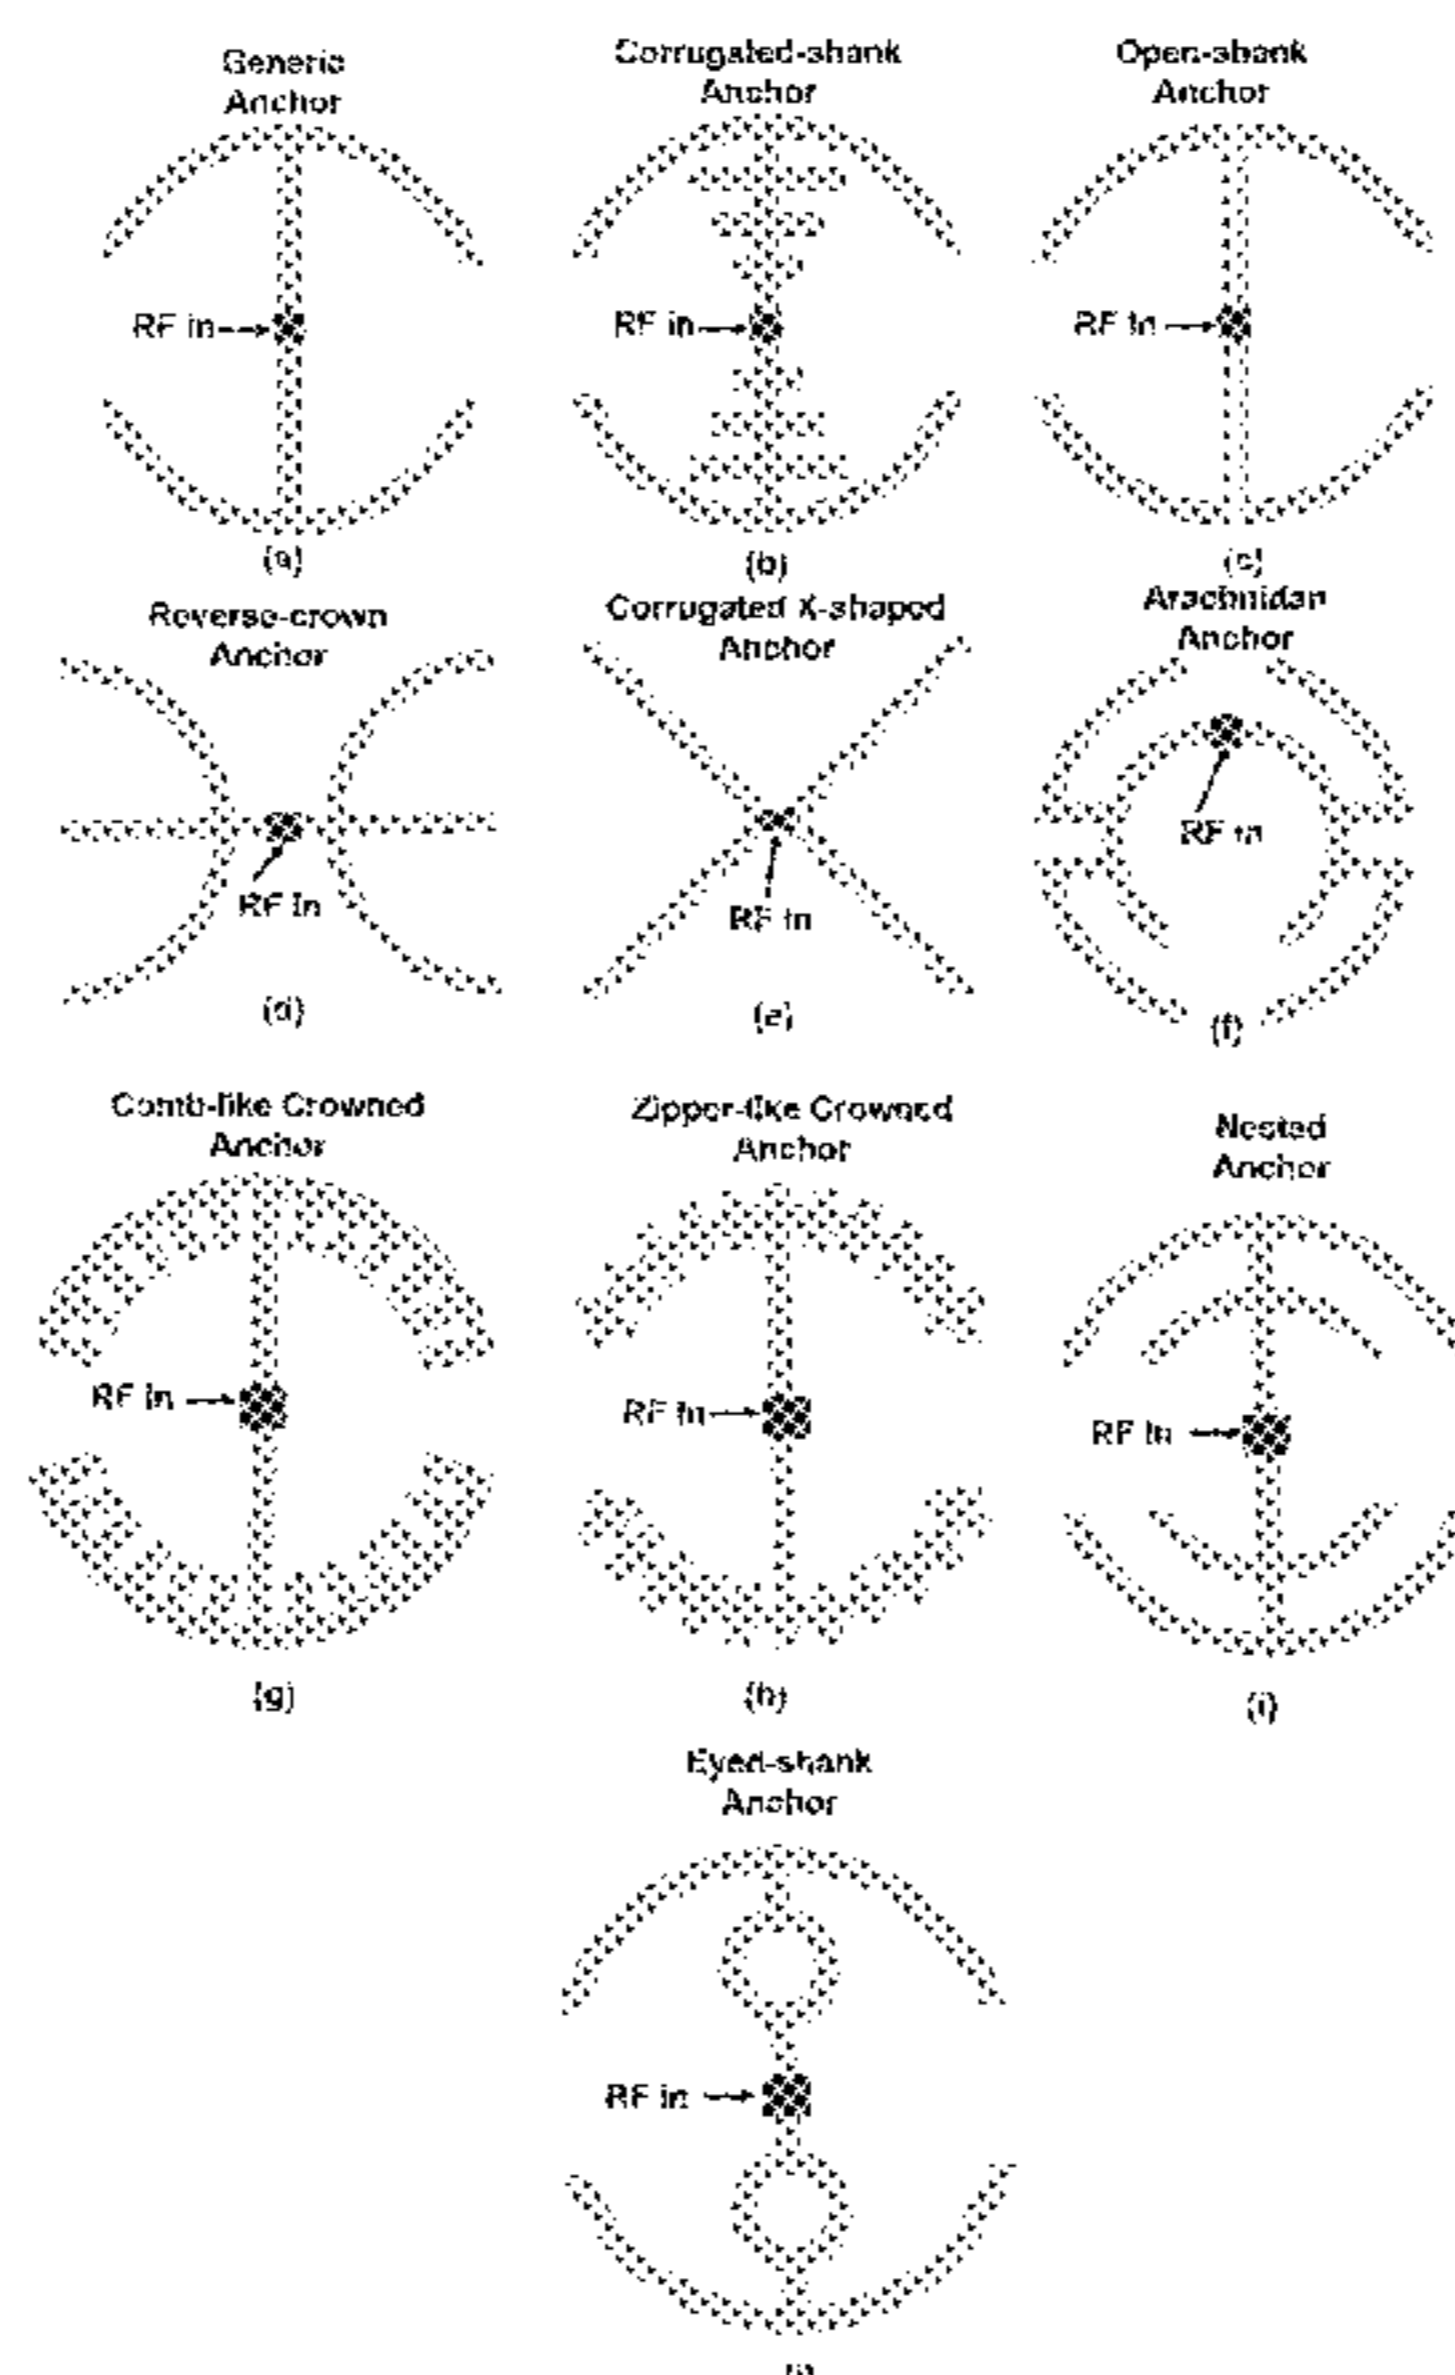 Generic
Anchor
Corrugated-shank
Anchor
Open-shank
Anchor
RF in
RF in
RF in
(a)
(b)
(c)
Reverse-crown
Anchor
Corrugated X-shaped
Anchor
Arachnidan
Anchor
RF in
RF in
RF in
(d)
(e)
(f)
Comb-like Crowned
Anchor
Zipper-like Crowned
Anchor
Nested
Anchor
RF in
RF in
RF in
(g)
(h)
(i)
Eyed-shank
Anchor
RF in